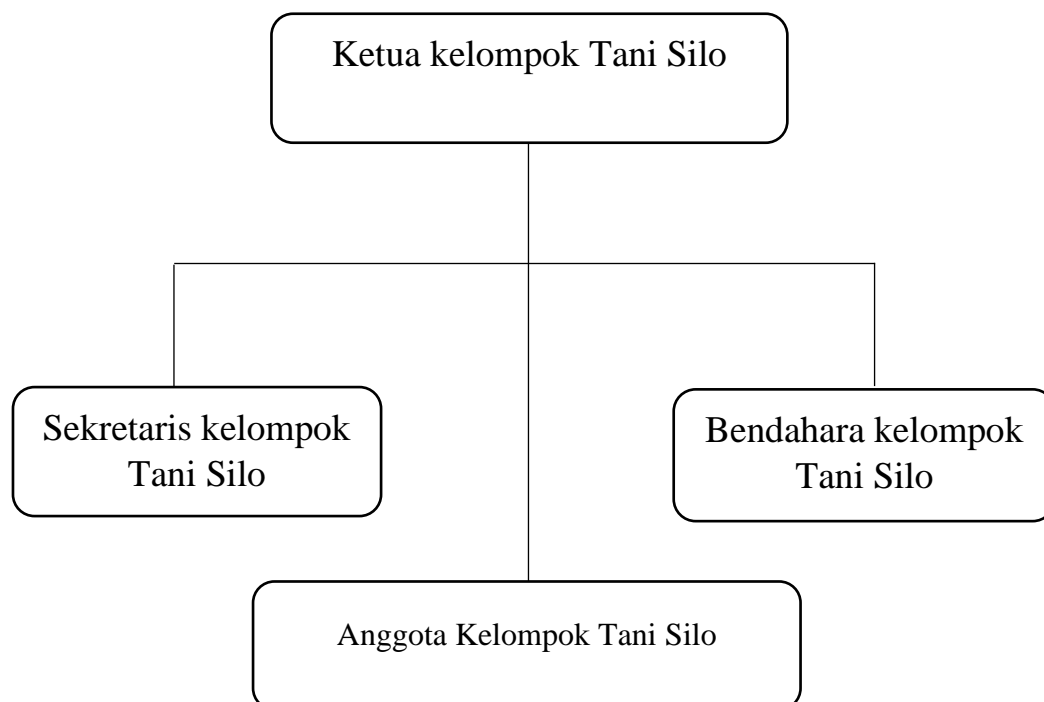 Ketua kelompok Tani Silo
Sekretaris kelompok
Tani Silo
Bendahara kelompok
Tani Silo
Anggota Kelompok Tani Silo